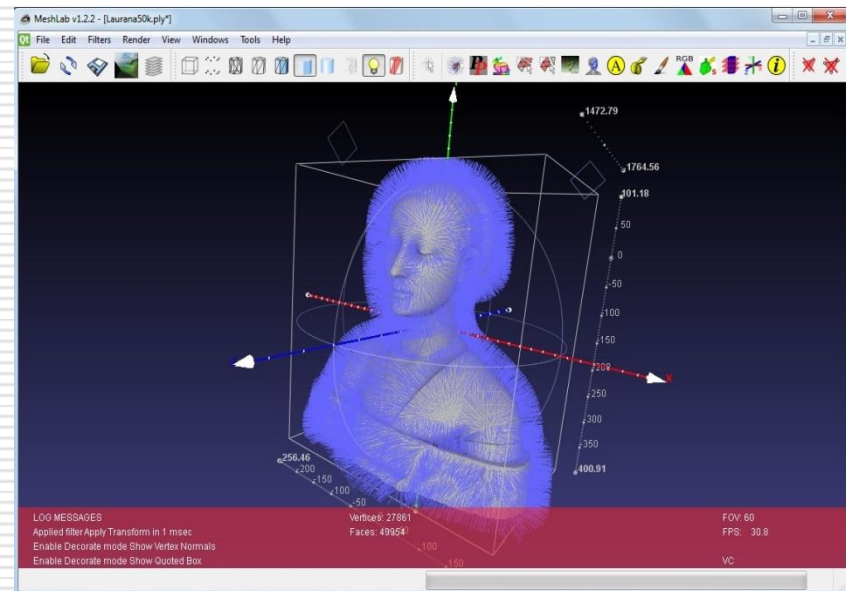 MeshLab v1.2.2 - [Laurana50k.ply*]
Qt File Edit Filters Render View Windows Tools Help
A RGB i
1472.79
1764.56
101.18
50
0
-50
-100
-150
-200
-250
-300
-350
-400.91
X
256.46
200
150
100
-50
-100
-150
LOG MESSAGES
Applied filter Apply Transform in 1 msec
Enable Decorate mode Show Vertex Normals
Enable Decorate mode Show Quoted Box
Vertices: 27861
Faces: 49954
FOV: 60
FPS: 30.8
VC